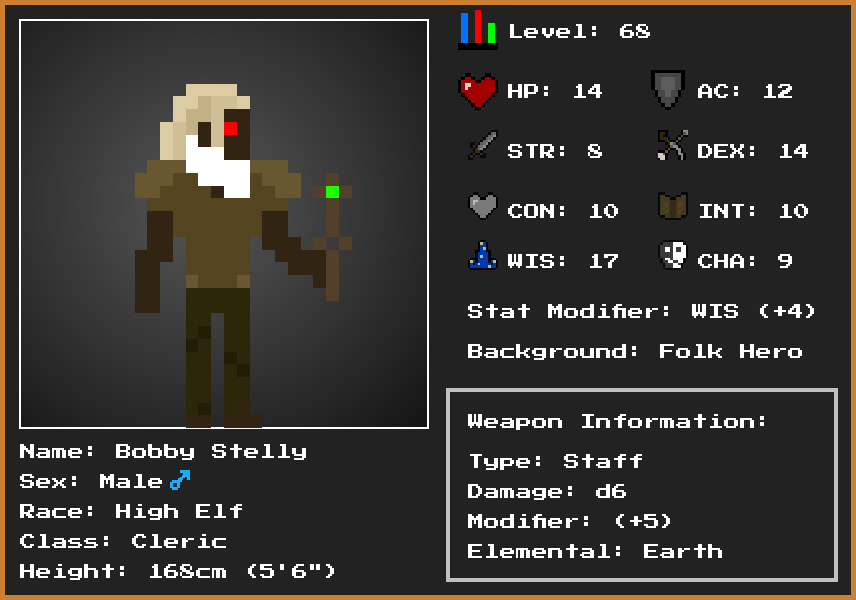 Level: 68
HP: 14
AC: 12
STR: 8
DEX: 14
CON: 10
INT: 10
WIS: 17
CHA: 9
Stat Modifier: WIS (+4)
Background: Folk Hero
Weapon Information:
Type: Staff
Damage: d6
Modifier: (+5)
Elemental: Earth
Name: Bobby Stelly
Sex: Male♂
Race: High Elf
Class: Cleric
Height: 168cm (5'6")